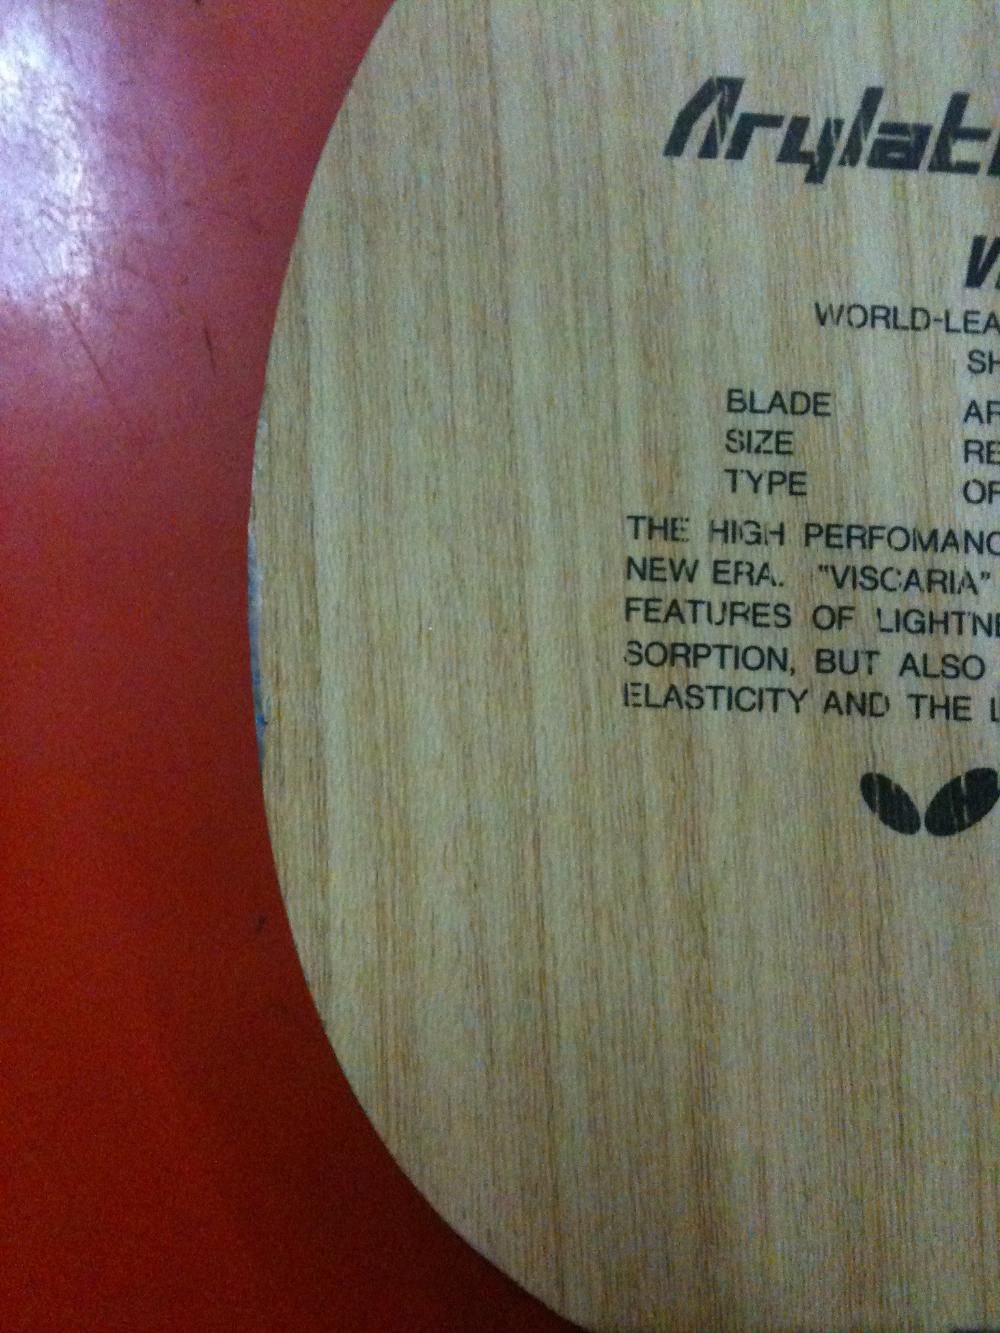 Arylat
V
WORLD-LEA
SH
BLADE AR
SIZE RE
TYPE OF
THE HIGH PERFOMANC
NEW ERA. "VISCARIA"
FEATURES OF LIGHTNE
SORPTION, BUT ALSO
ELASTICITY AND THE L